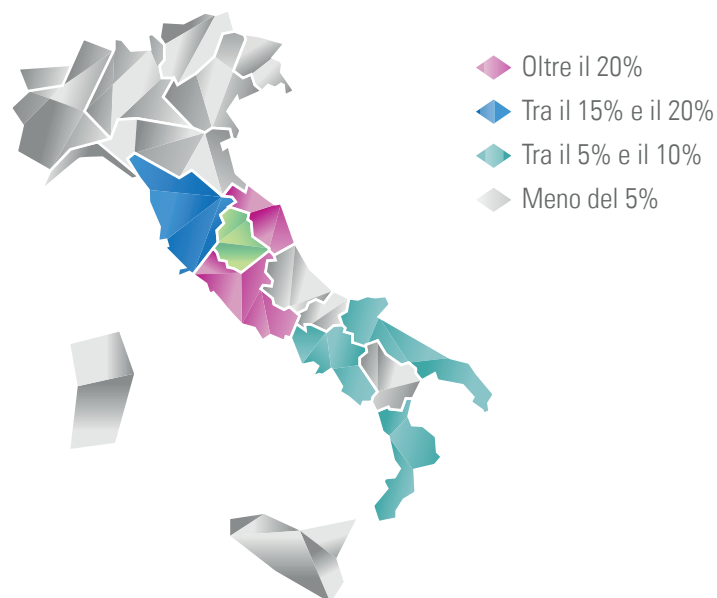 Oltre il 20%
Tra il 15% e il 20%
Tra il 5% e il 10%
Meno del 5%